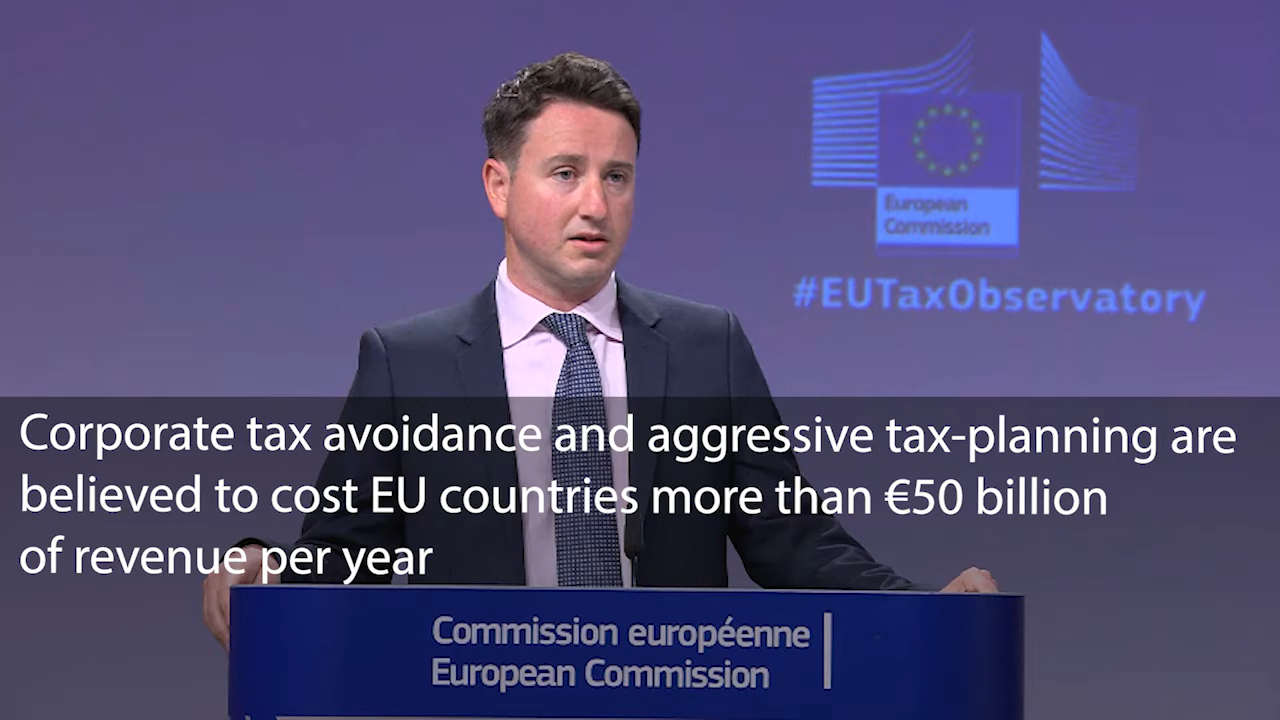 European
Commission
#EUTaxObservatory
Corporate tax avoidance and aggressive tax-planning are
believed to cost EU countries more than €50 billion
of revenue per year
Commission européenne
European Commission